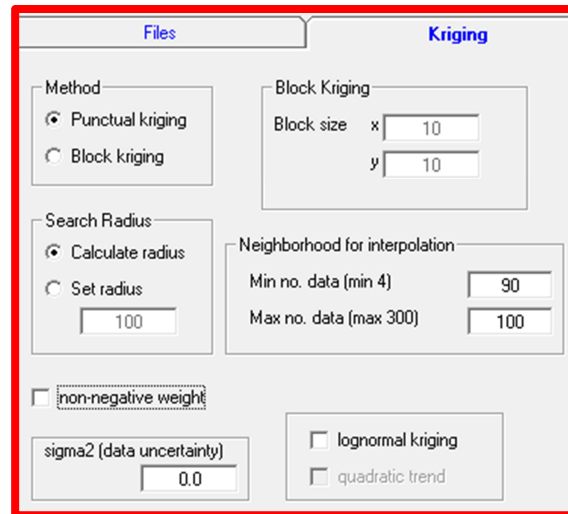 Files
Kriging
Method
Punctual kriging
Block kriging
Block Kriging
Block size x 10
y 10
Search Radius
Calculate radius
Set radius
100
Neighborhood for interpolation
Min no. data (min 4) 90
Max no. data (max 300) 100
non-negative weight
sigma2 (data uncertainty)
0.0
lognormal kriging
quadratic trend